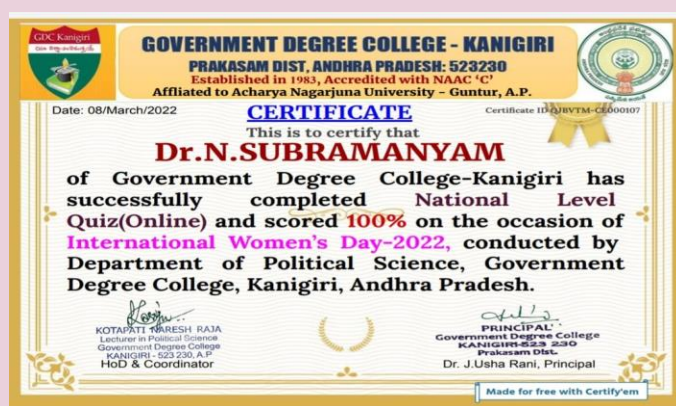 GDC Kanigiri
GOVERNMENT DEGREE COLLEGE - KANIGIRI
PRAKASAM DIST, ANDHRA PRADESH: 523230
Established in 1983, Accredited with NAAC ‘C’
Affliated to Acharya Nagarjuna University – Guntur, A.P.
Date: 08/March/2022
CERTIFICATE
Certificate ID QJBVTM-CE000107
This is to certify that
Dr.N.SUBRAMANYAM
of Government Degree College-Kanigiri has
successfully completed National Level
Quiz(Online) and scored 100% on the occasion of
International Women’s Day-2022, conducted by
Department of Political Science, Government
Degree College, Kanigiri, Andhra Pradesh.
KOTAPATI NARESH RAJA
Lecturer in Political Science
Government Degree College
KANIGIRI - 523 230, A.P
HoD & Coordinator
PRINCIPAL
Government Degree College
KANIGIRI-523 230
Prakasam Dist.
Dr. J.Usha Rani, Principal
Made for free with Certify'em